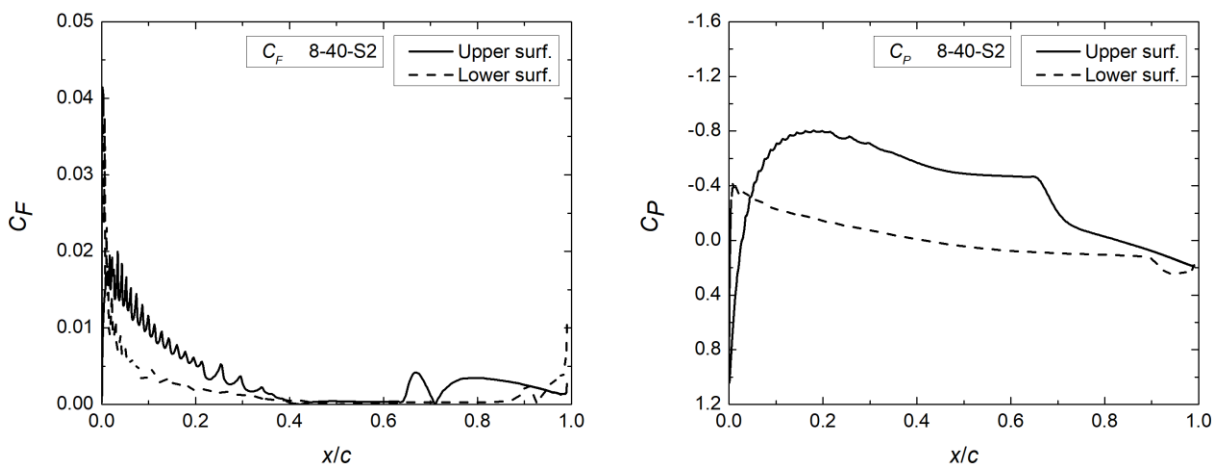 0.05
C_F 8-40-S2
Upper surf.
Lower surf.
0.04
0.03
C_F
0.02
0.01
0.00
0.0 0.2 0.4 0.6 0.8 1.0
x/c
-1.6
C_P 8-40-S2
Upper surf.
Lower surf.
-1.2
-0.8
-0.4
C_P
0.0
0.4
0.8
1.2
0.0 0.2 0.4 0.6 0.8 1.0
x/c